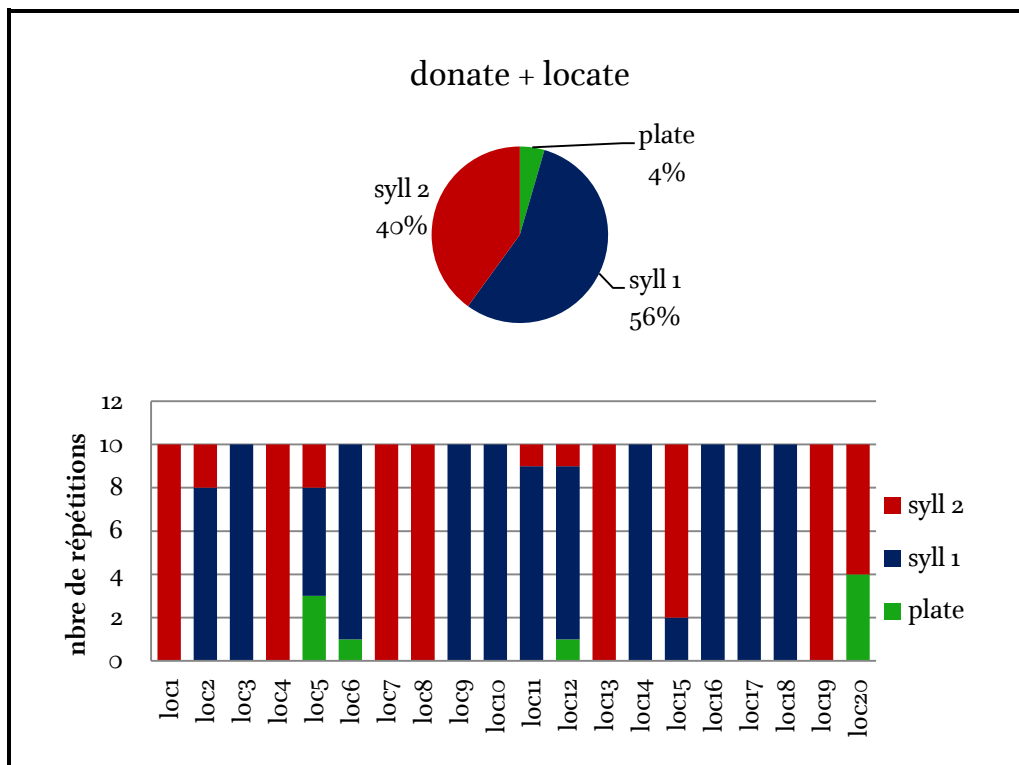 donate + locate
plate
4%
syll 2
40%
syll 1
56%
nbre de répétitions
12
10
8
6
4
2
0
loc1
loc2
loc3
loc4
loc5
loc6
loc7
loc8
loc9
loc10
loc11
loc12
loc13
loc14
loc15
loc16
loc17
loc18
loc19
loc20
syll 2
syll 1
plate